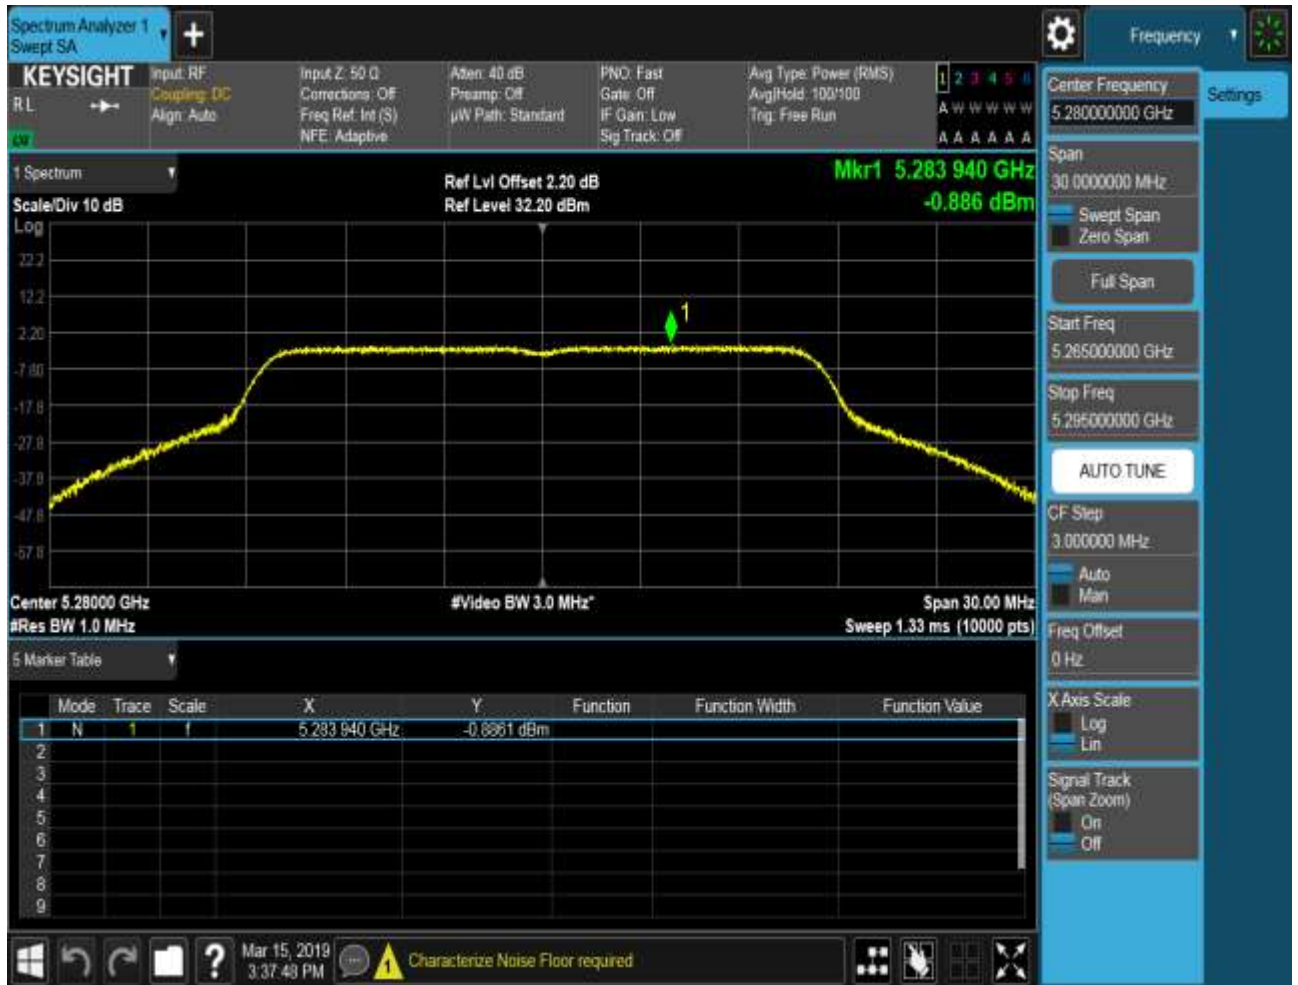 Spectrum Analyzer 1
Swept SA
Frequency
KEYSIGHT
RL
Input: RF
Coupling: DC
Align: Auto
Input Z: 50 Ω
Corrections: Off
Freq Ref: Int (S)
NFE: Adaptive
Atten: 40 dB
Preamp: Off
µW Path: Standard
PNO: Fast
Gate: Off
IF Gain: Low
Sig Track: Off
Avg Type: Power (RMS)
Avg|Hold: 100/100
Trig: Free Run
1 2 3 4 5 6
A W W W W W
A A A A A A
1 Spectrum
Scale/Div 10 dB
Log
Ref Lvl Offset 2.20 dB
Ref Level 32.20 dBm
Mkr1 5.283 940 GHz
-0.886 dBm
22.2
12.2
2.20
-7.80
-17.8
-27.8
-37.8
-47.8
-57.8
1
Center 5.28000 GHz
#Res BW 1.0 MHz
#Video BW 3.0 MHz*
Span 30.00 MHz
Sweep 1.33 ms (10000 pts)
5 Marker Table
Mode Trace Scale X Y Function Function Width Function Value
1 N 1 f 5.283 940 GHz -0.8861 dBm
2
3
4
5
6
7
8
9
Mar 15, 2019
3:37:48 PM
?
1
Characterize Noise Floor required
Center Frequency
5.280000000 GHz
Settings
Span
30.0000000 MHz
Swept Span
Zero Span
Full Span
Start Freq
5.265000000 GHz
Stop Freq
5.295000000 GHz
AUTO TUNE
CF Step
3.000000 MHz
Auto
Man
Freq Offset
0 Hz
X Axis Scale
Log
Lin
Signal Track
(Span Zoom)
On
Off